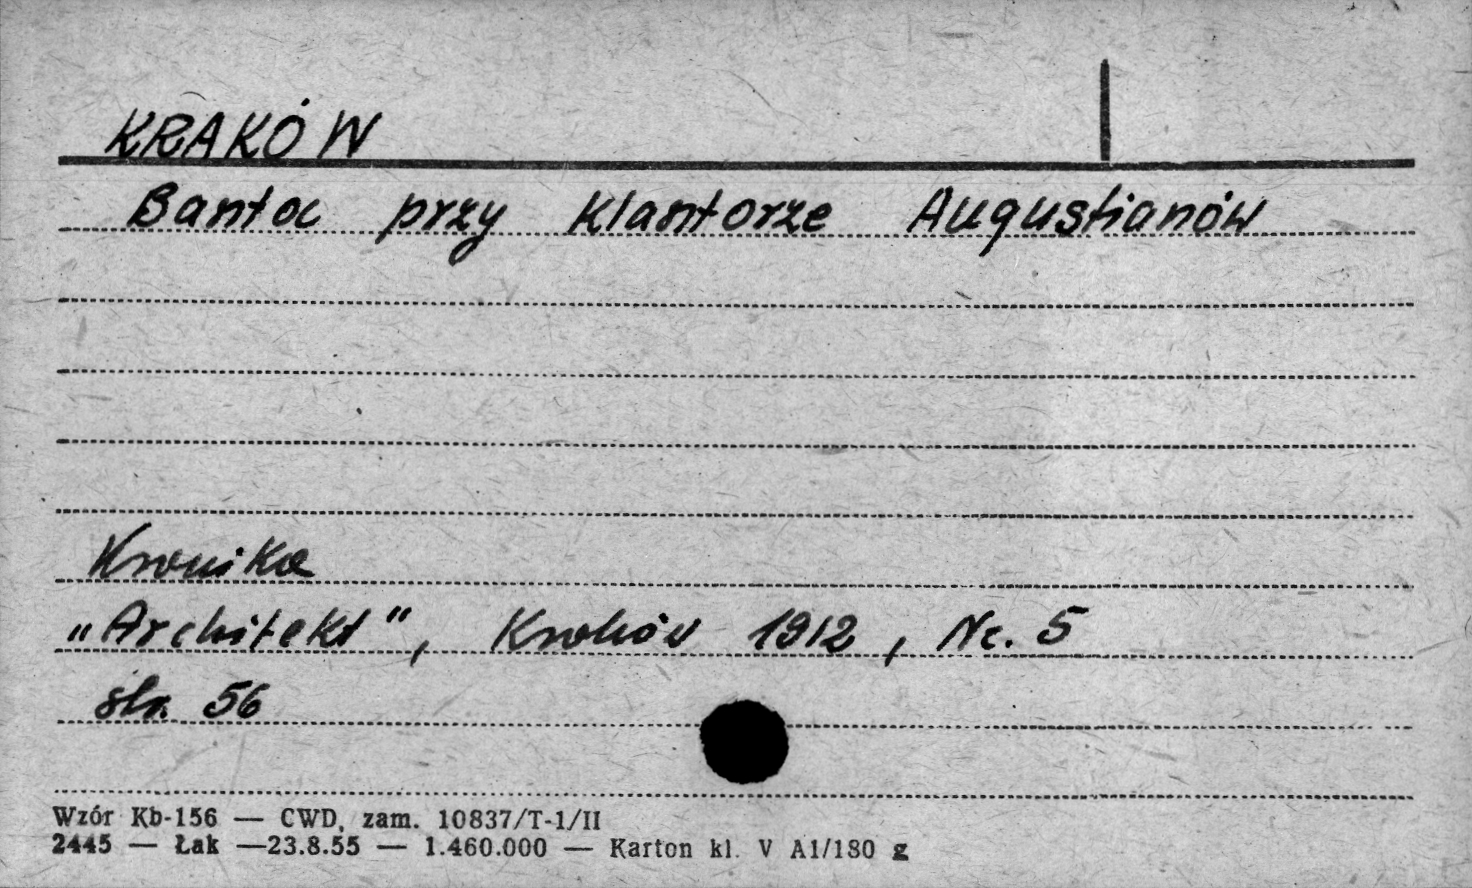 KRAKÓW
Bantoc przy klantorze Augustianów
Kronika
„Architekt", Kraków 1912, Nr. 5
str. 56
Wzór Kb-156 — CWD, zam. 10837/T-1/II
2445 — Łak —23.8.55 — 1.460.000 — Karton kl. V A1/180 g